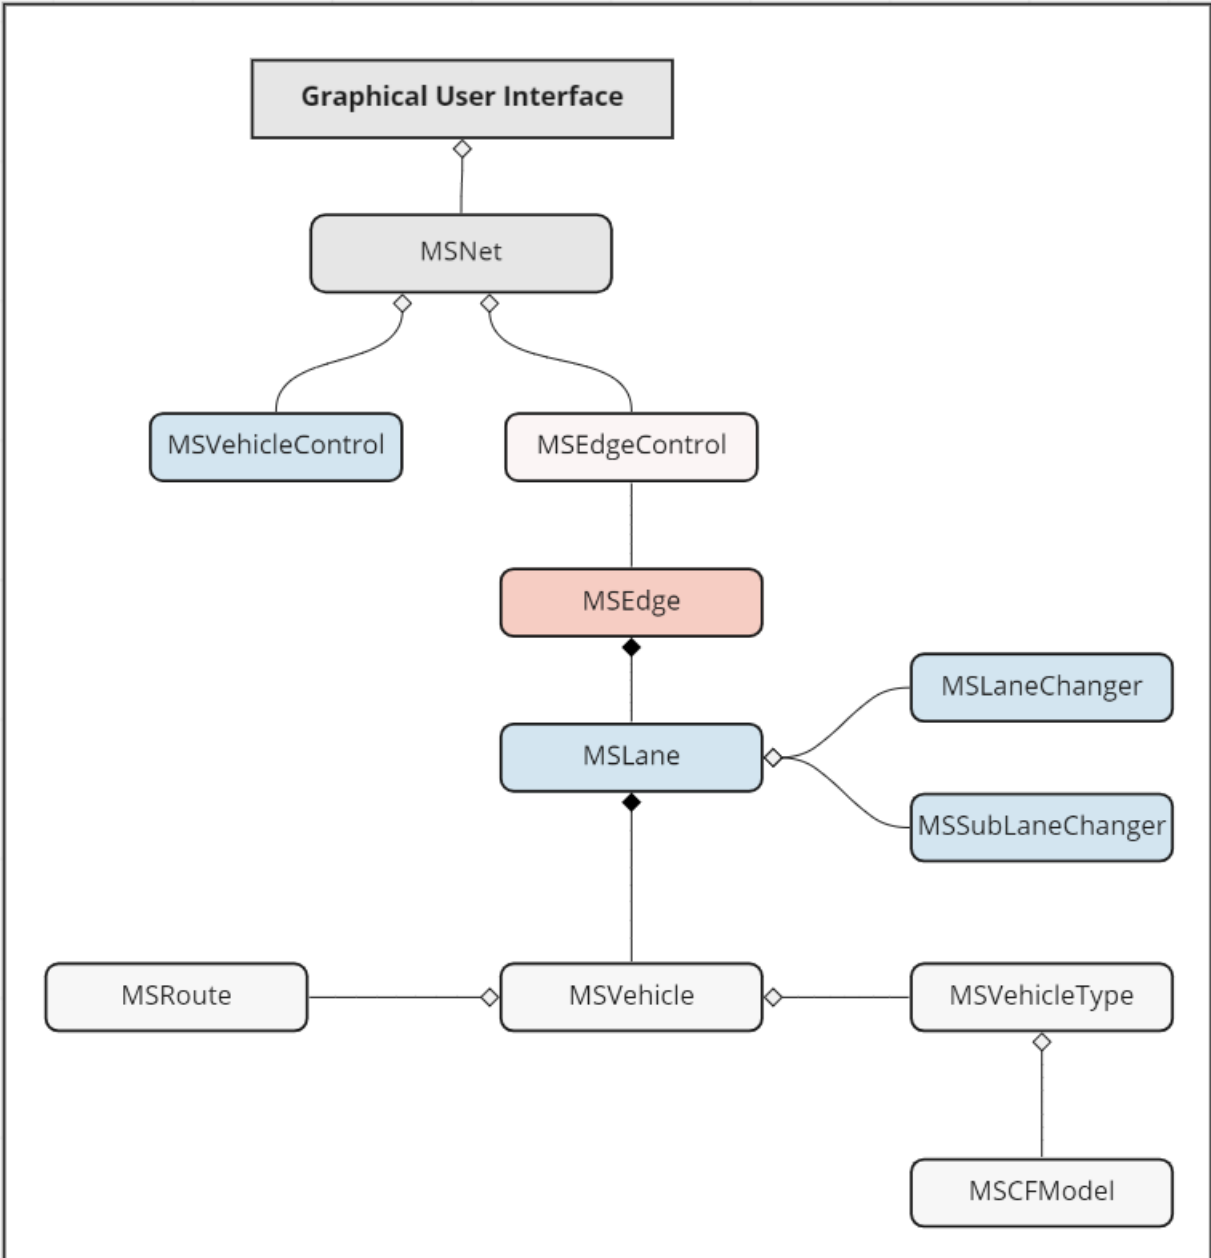 Graphical User Interface
MSNet
MSVehicleControl
MSEdgeControl
MSEdge
MSLaneChanger
MSLane
MSSubLaneChanger
MSRoute
MSVehicle
MSVehicleType
MSCFModel